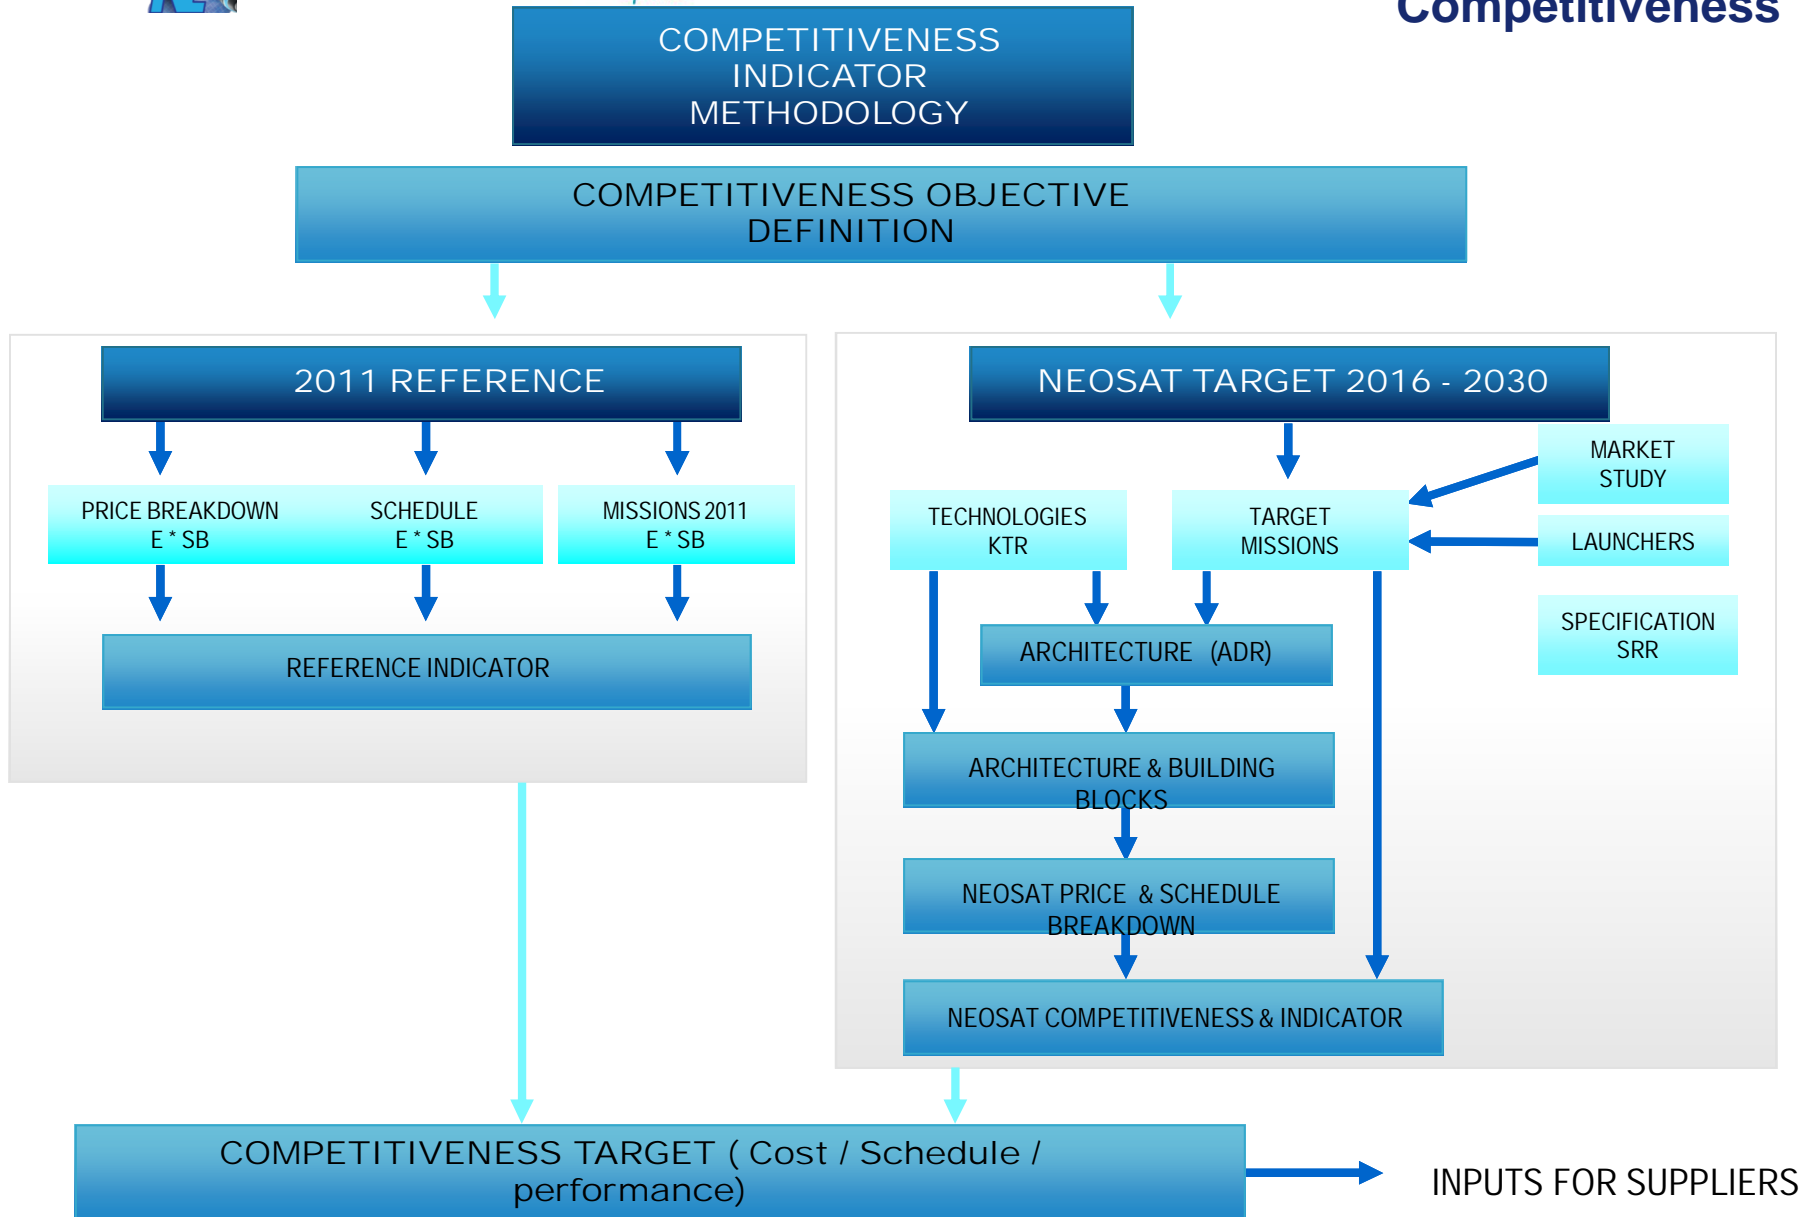 Competitiveness
COMPETITIVENESS
INDICATOR
METHODOLOGY
COMPETITIVENESS OBJECTIVE
DEFINITION
2011 REFERENCE
PRICE BREAKDOWN
E * SB
SCHEDULE
E * SB
MISSIONS 2011
E * SB
REFERENCE INDICATOR
NEOSAT TARGET 2016 - 2030
MARKET
STUDY
TECHNOLOGIES
KTR
TARGET
MISSIONS
LAUNCHERS
SPECIFICATION
SRR
ARCHITECTURE (ADR)
ARCHITECTURE & BUILDING
BLOCKS
NEOSAT PRICE & SCHEDULE
BREAKDOWN
NEOSAT COMPETITIVENESS & INDICATOR
COMPETITIVENESS TARGET ( Cost / Schedule /
performance)
INPUTS FOR SUPPLIERS